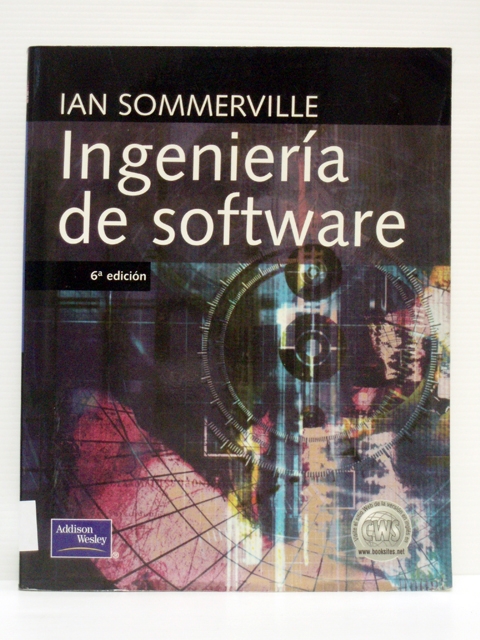 IAN SOMMERVILLE
Ingeniería
de software
6ª edición
Addison
Wesley
CWS
www.booksites.net